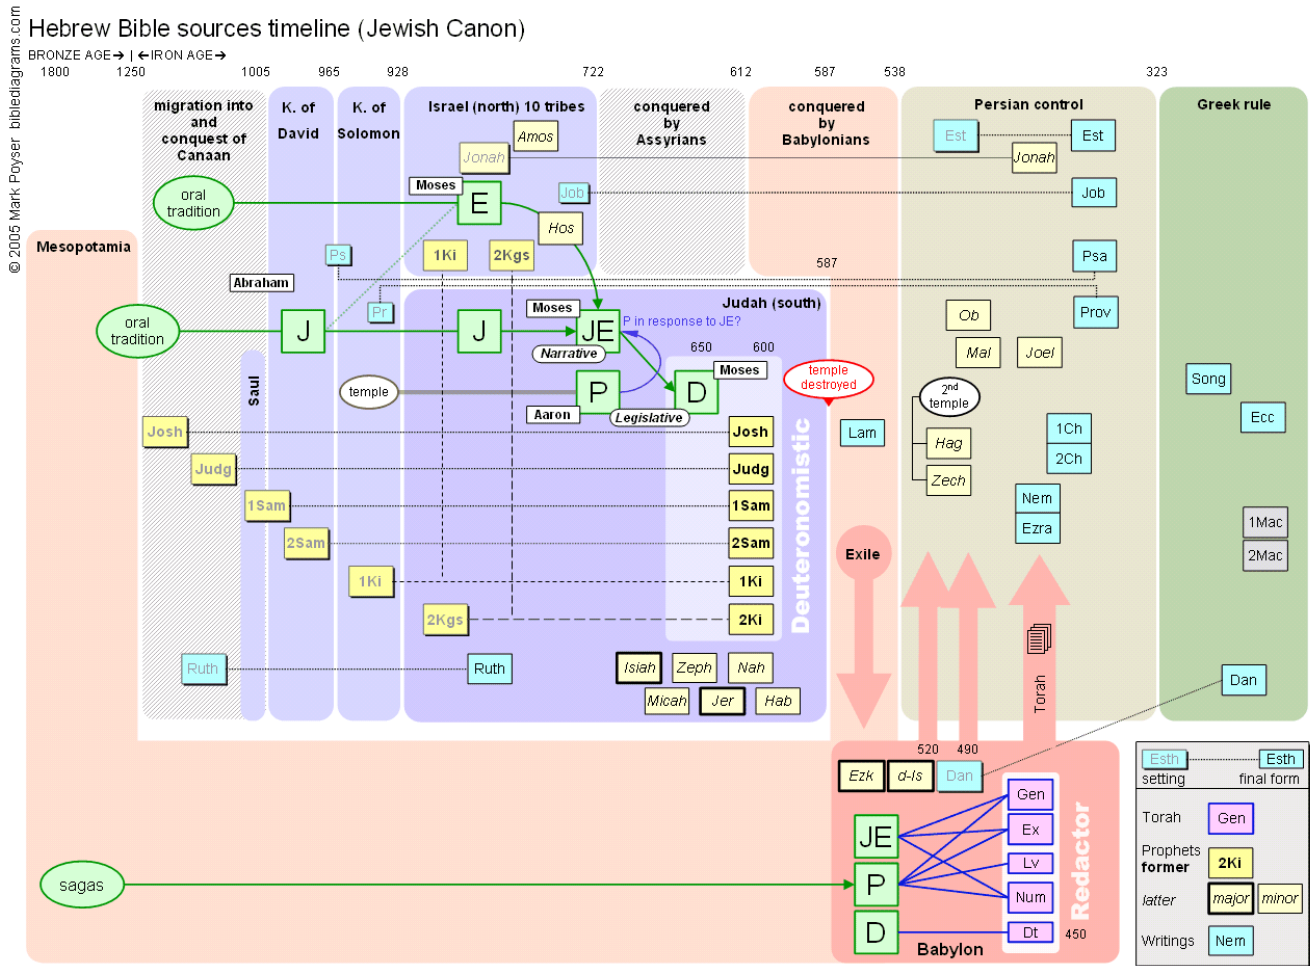 © 2005 Mark Poyser biblediagrams.com
Hebrew Bible sources timeline (Jewish Canon)
BRONZE AGE→ | ←IRON AGE→
1800 1250 1005 965 928 722 612 587 538 323
migration into
and
conquest of
Canaan
K. of
David
K. of
Solomon
Israel (north) 10 tribes
conquered
by
Assyrians
conquered
by
Babylonians
Persian control
Greek rule
Amos
Est
Est
Jonah
Jonah
oral
tradition
Moses
E
Job
Job
Hos
Mesopotamia
Ps
1Ki
2Kgs
587
Psa
Abraham
Pr
Judah (south)
Prov
oral
tradition
J
J
Moses
JE
Narrative
P in response to JE?
Ob
Mal
Joel
650
600
Saul
temple
P
Aaron
D
Moses
Legislative
temple
destroyed
2nd
temple
Song
Ecc
Josh
Josh
Lam
Hag
1Ch
2Ch
Judg
Judg
Zech
1Sam
1Sam
Nem
Ezra
1Mac
2Mac
2Sam
2Sam
Deuteronomistic
Exile
1Ki
1Ki
2Kgs
2Ki
Ruth
Ruth
Isiah
Zeph
Nah
Micah
Jer
Hab
Torah
Dan
520
490
Ezk
d-Is
Dan
Gen
Ex
Lv
Num
Dt
450
JE
P
D
Redactor
Babylon
sagas
Esth
Esth
setting
final form
Torah
Gen
Prophets
former
2Ki
latter
major
minor
Writings
Nem